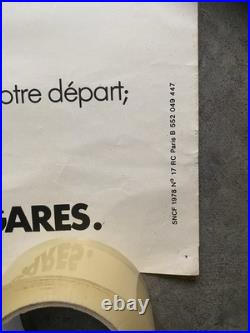 otre départ;
GARES.
SNCF 1978 Nº 17 RC Paris B 552 049 447